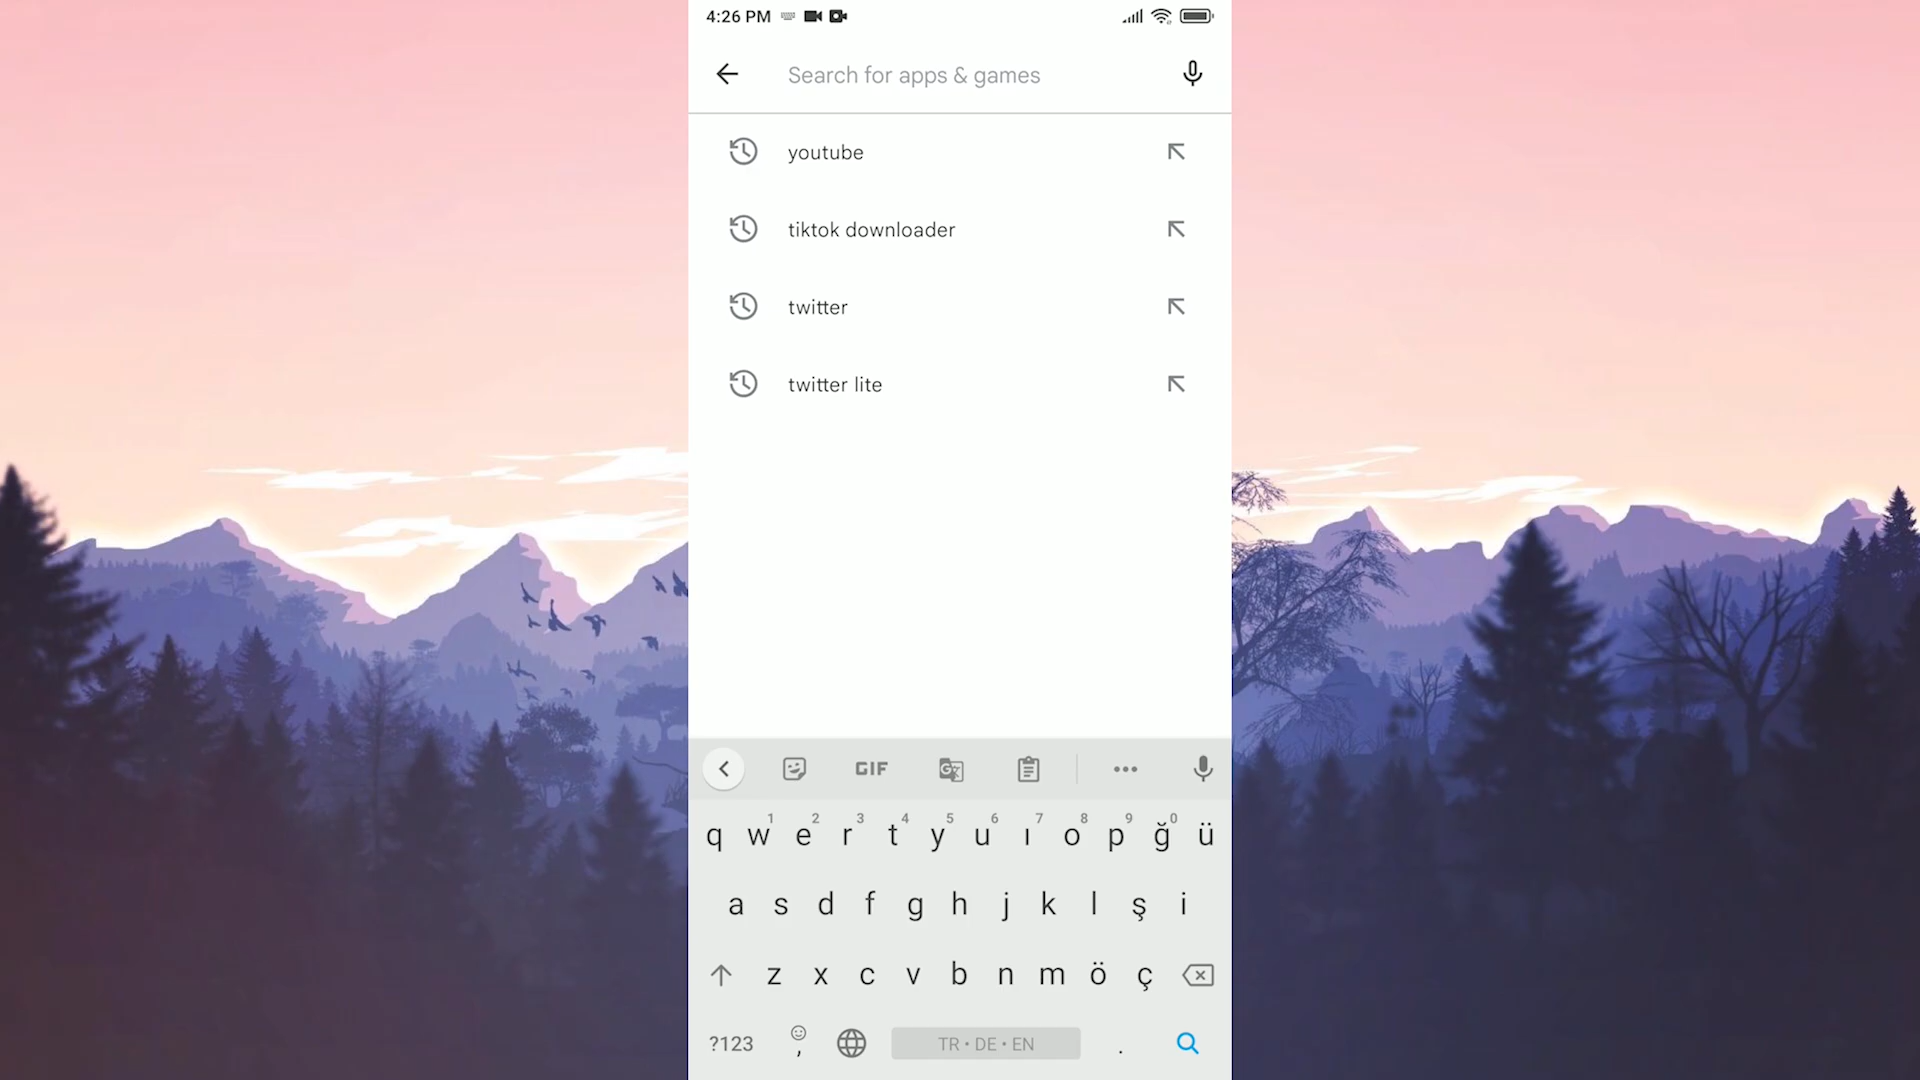 4:26 PM
Search for apps & games
youtube
tiktok downloader
twitter
twitter lite
GIF
1 2 3 4 5 6 7 8 9 0
q w e r t y u ı o p ğ ü
a s d f g h j k l ş i
z x c v b n m ö ç
?123 , TR • DE • EN .